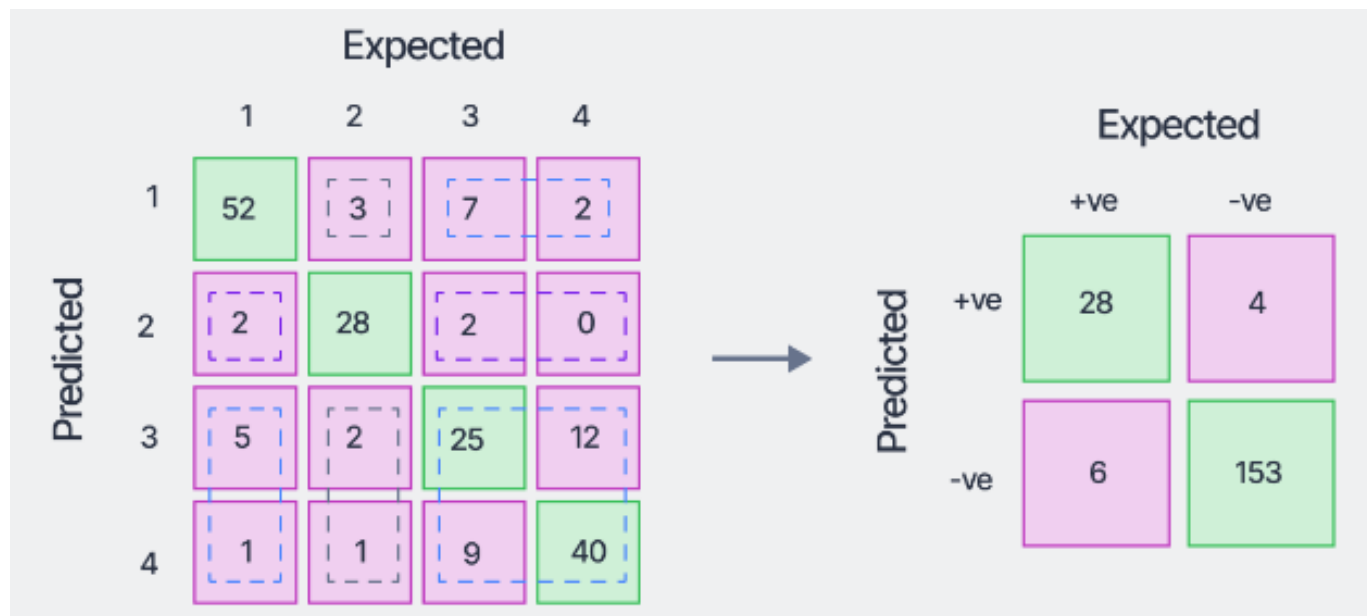 Expected
1 2 3 4
1 52 3 7 2
2 2 28 2 0
3 5 2 25 12
4 1 1 9 40
Predicted
Expected
+ve -ve
+ve 28 4
-ve 6 153
Predicted